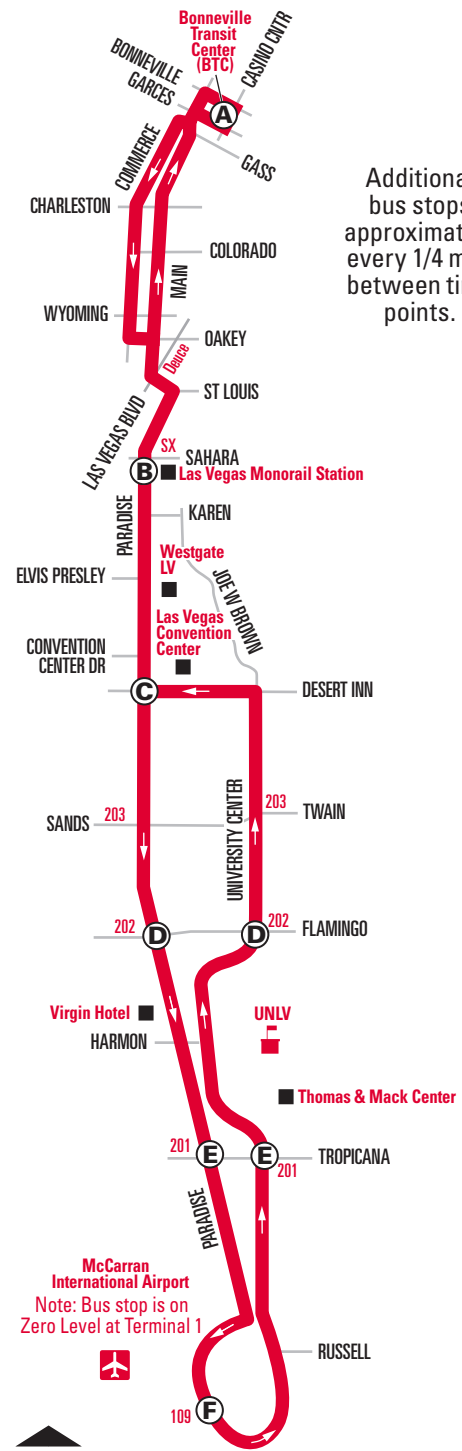 Bonneville
Transit
Center
(BTC)
CASINO CNTR
BONNEVILLE
GARCES
A
GASS
COMMERCE
CHARLESTON
COLORADO
MAIN
WYOMING
OAKEY
Deuce
ST LOUIS
LAS VEGAS BLVD
SX
SAHARA
B
Las Vegas Monorail Station
PARADISE
KAREN
Westgate
LV
ELVIS PRESLEY
JOE W BROWN
Las Vegas
Convention
Center
CONVENTION
CENTER DR
C
DESERT INN
UNIVERSITY CENTER
203
SANDS
203
TWAIN
202
D
D
202
FLAMINGO
Virgin Hotel
UNLV
HARMON
Thomas & Mack Center
201
E
E
201
TROPICANA
PARADISE
McCarran
International Airport
Note: Bus stop is on
Zero Level at Terminal 1
RUSSELL
109
F
bus stops
every 1/4 m
points.